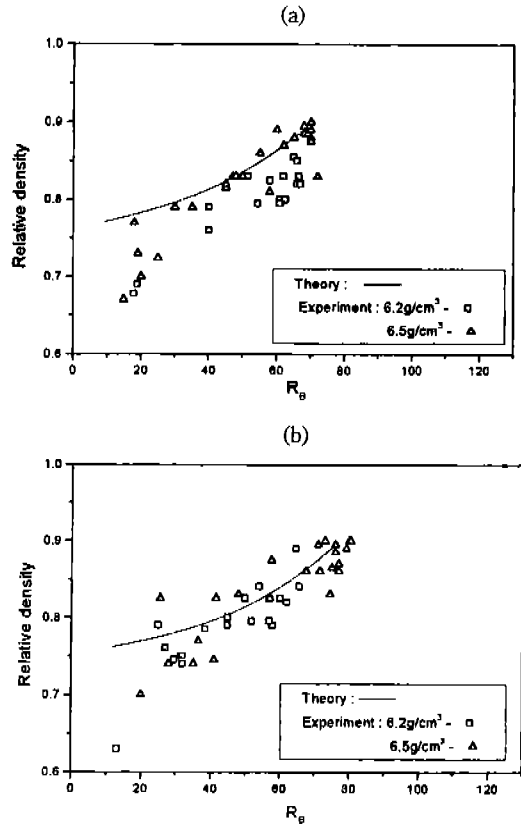 (a)
1.0
0.9
0.8
0.7
0.6
Relative density
Theory :
Experiment : 6.2g/cm³ -
6.5g/cm³ -
0 20 40 60 80 100 120
Rθ
(b)
1.0
0.9
0.8
0.7
0.6
Relative density
Theory :
Experiment : 6.2g/cm³ -
6.5g/cm³ -
0 20 40 60 80 100 120
Rθ